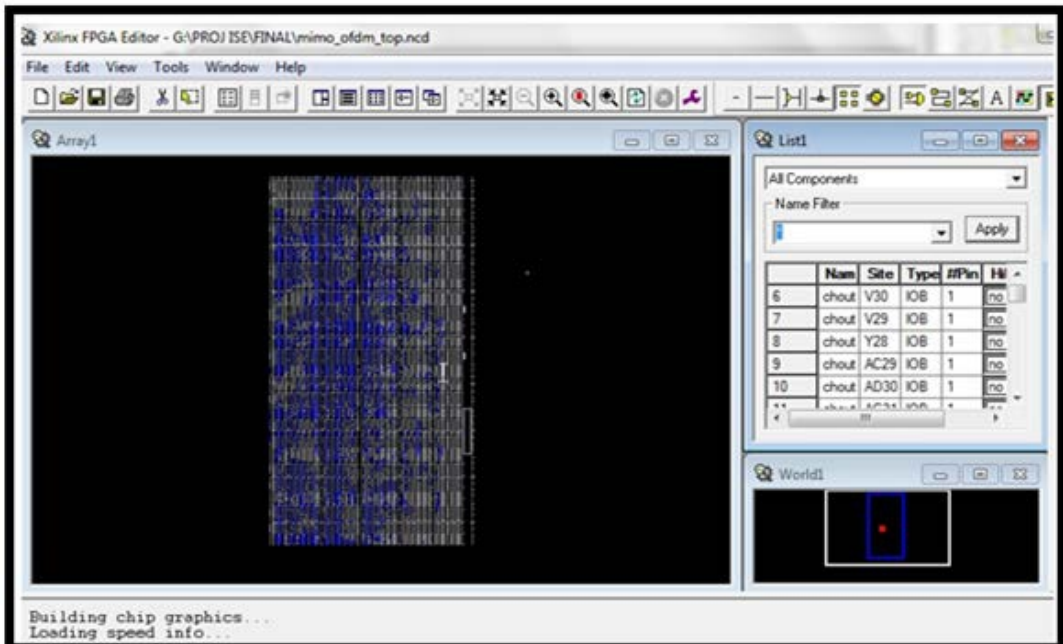 Xilinx FPGA Editor - G:\PROJ ISE\FINAL\mimo_ofdm_top.ncd
File Edit View Tools Window Help
A
Array1
List1
All Components
Name Filter
Apply
Nam Site Type #Pin Hil
6 chout V30 IOB 1 no
7 chout V29 IOB 1 no
8 chout Y28 IOB 1 no
9 chout AC29 IOB 1 no
10 chout AD30 IOB 1 no
World1
Building chip graphics...
Loading speed info...